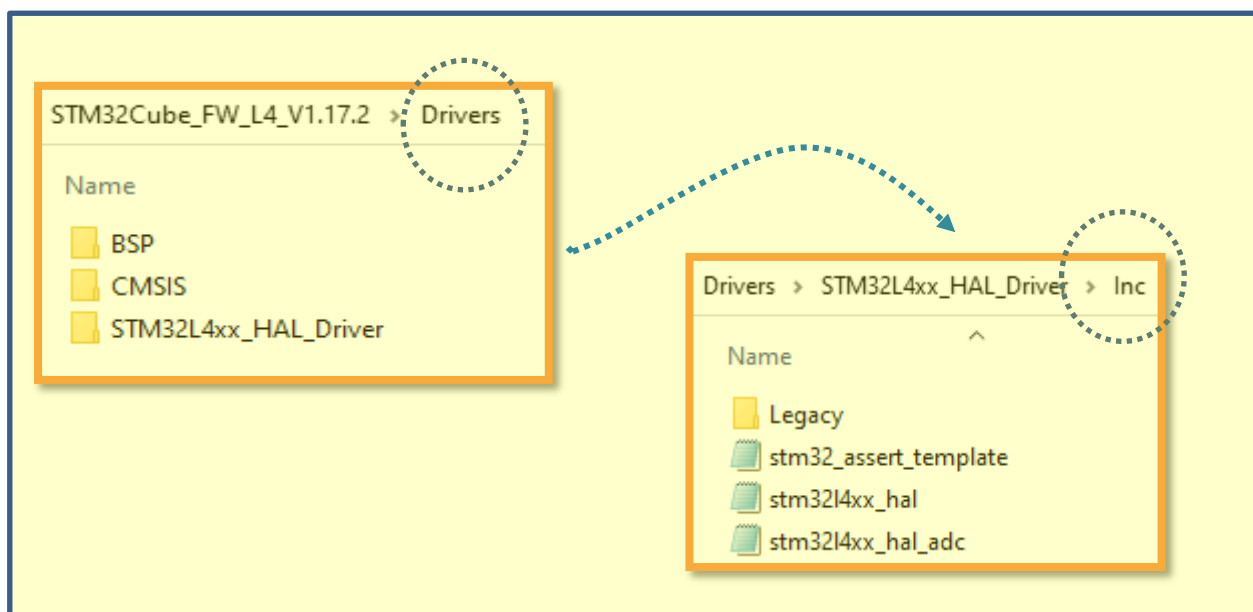 STM32Cube_FW_L4_V1.17.2 > Drivers
Name
BSP
CMSIS
STM32L4xx_HAL_Driver
Drivers > STM32L4xx_HAL_Driver > Inc
Name
Legacy
stm32_assert_template
stm32l4xx_hal
stm32l4xx_hal_adc